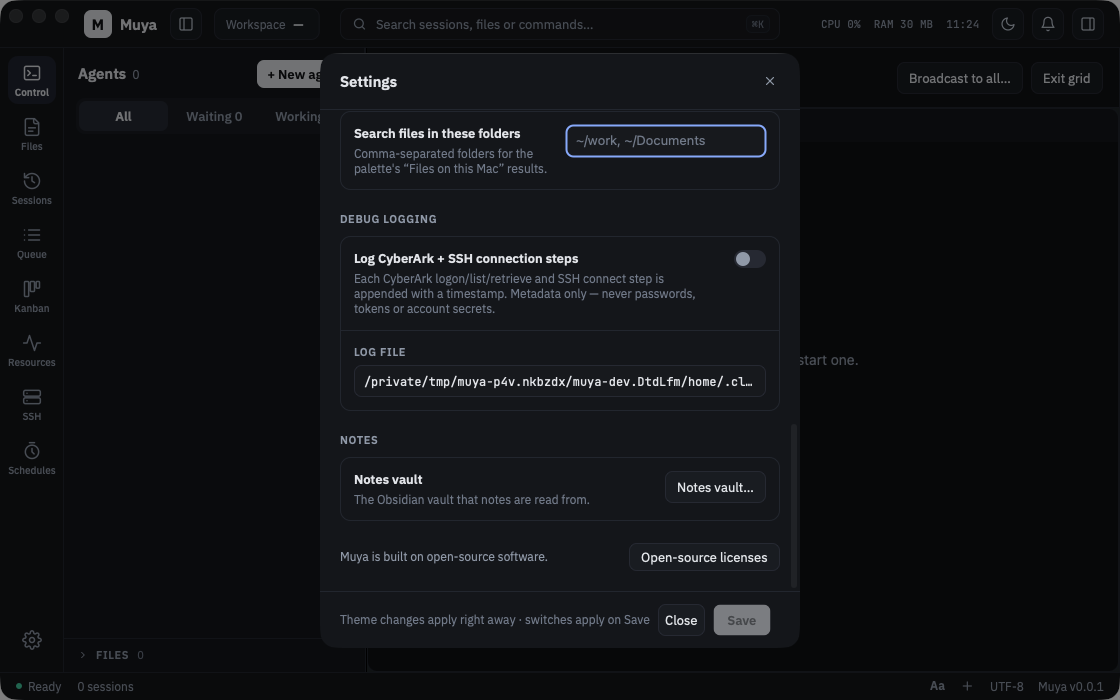 M Muya
Workspace
Search sessions, files or commands... ⌘K
CPU 0% RAM 30 MB 11:24
Control
Files
Sessions
Queue
Kanban
Resources
SSH
Schedules
Agents 0
+ New ag
Broadcast to all...
Exit grid
All
Waiting 0
Working
start one.
Settings
Search files in these folders
~/work, ~/Documents
Comma-separated folders for the
palette's “Files on this Mac” results.
DEBUG LOGGING
Log CyberArk + SSH connection steps
Each CyberArk logon/list/retrieve and SSH connect step is
appended with a timestamp. Metadata only — never passwords,
tokens or account secrets.
LOG FILE
/private/tmp/muya-p4v.nkbzdx/muya-dev.DtdLfm/home/.cl…
NOTES
Notes vault
The Obsidian vault that notes are read from.
Notes vault...
Muya is built on open-source software.
Open-source licenses
Theme changes apply right away · switches apply on Save
Close
Save
FILES 0
Ready
0 sessions
Aa
UTF-8
Muya v0.0.1